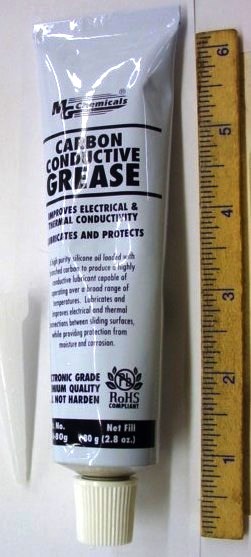 MG Chemicals
CARBON
CONDUCTIVE
GREASE
IMPROVES ELECTRICAL &
THERMAL CONDUCTIVITY
LUBRICATES AND PROTECTS
high purity silicone oil loaded with
carbon to produce a highly
conductive lubricant capable of
operating over a broad range of
temperatures. Lubricates and
improves electrical and thermal
connections between sliding surfaces,
while providing protection from
moisture and corrosion.
GRADE
QUALITY
NOT HARDEN
Pb
RoHS
COMPLIANT
No.
80g
Net Fill
80 g (2.8 oz.)
6
5
4
3
2
1